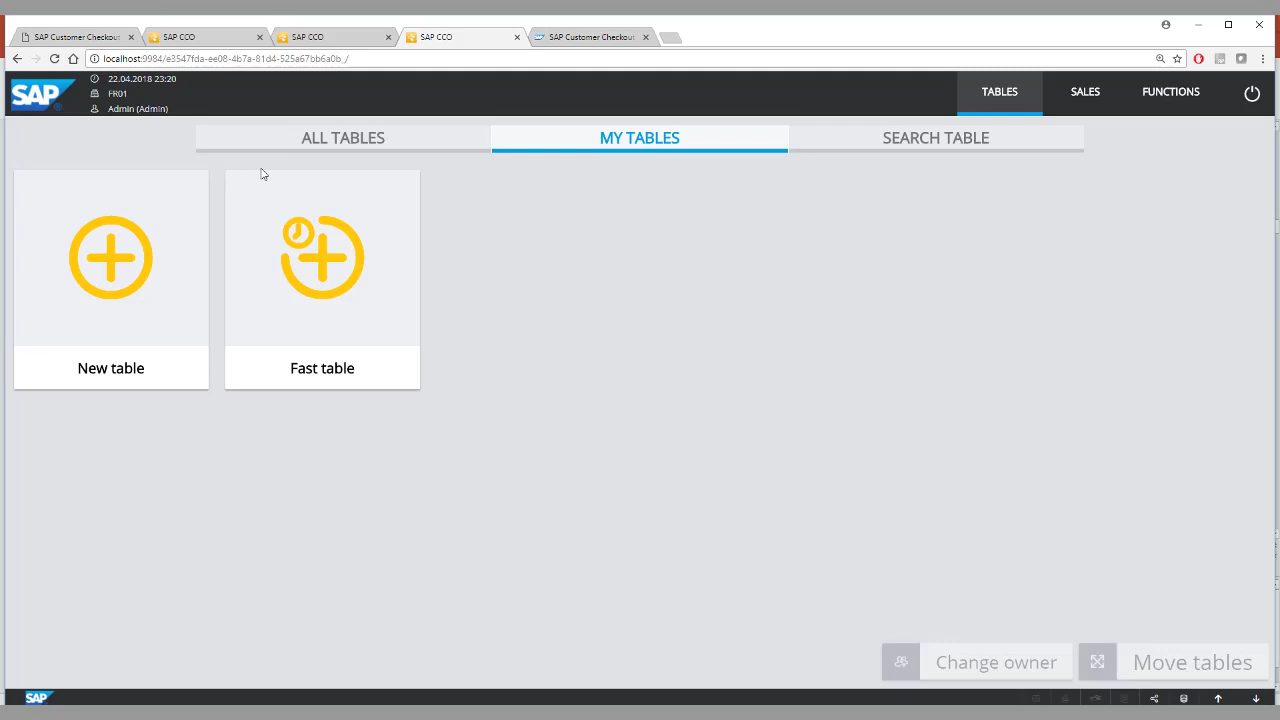 SAP Customer Checkout
SAP CCO
SAP CCO
SAP CCO
SAP Customer Checkout
localhost:9984/e3547fda-ee08-4b7a-81d4-525a67bb6a0b_/
SAP
22.04.2018 23:20
FR01
Admin (Admin)
TABLES
SALES
FUNCTIONS
ALL TABLES
MY TABLES
SEARCH TABLE
New table
Fast table
Change owner
Move tables
SAP